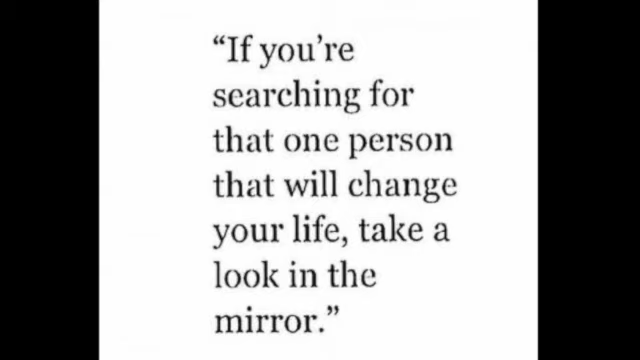 “If you’re
searching for
that one person
that will change
your life, take a
look in the
mirror.”